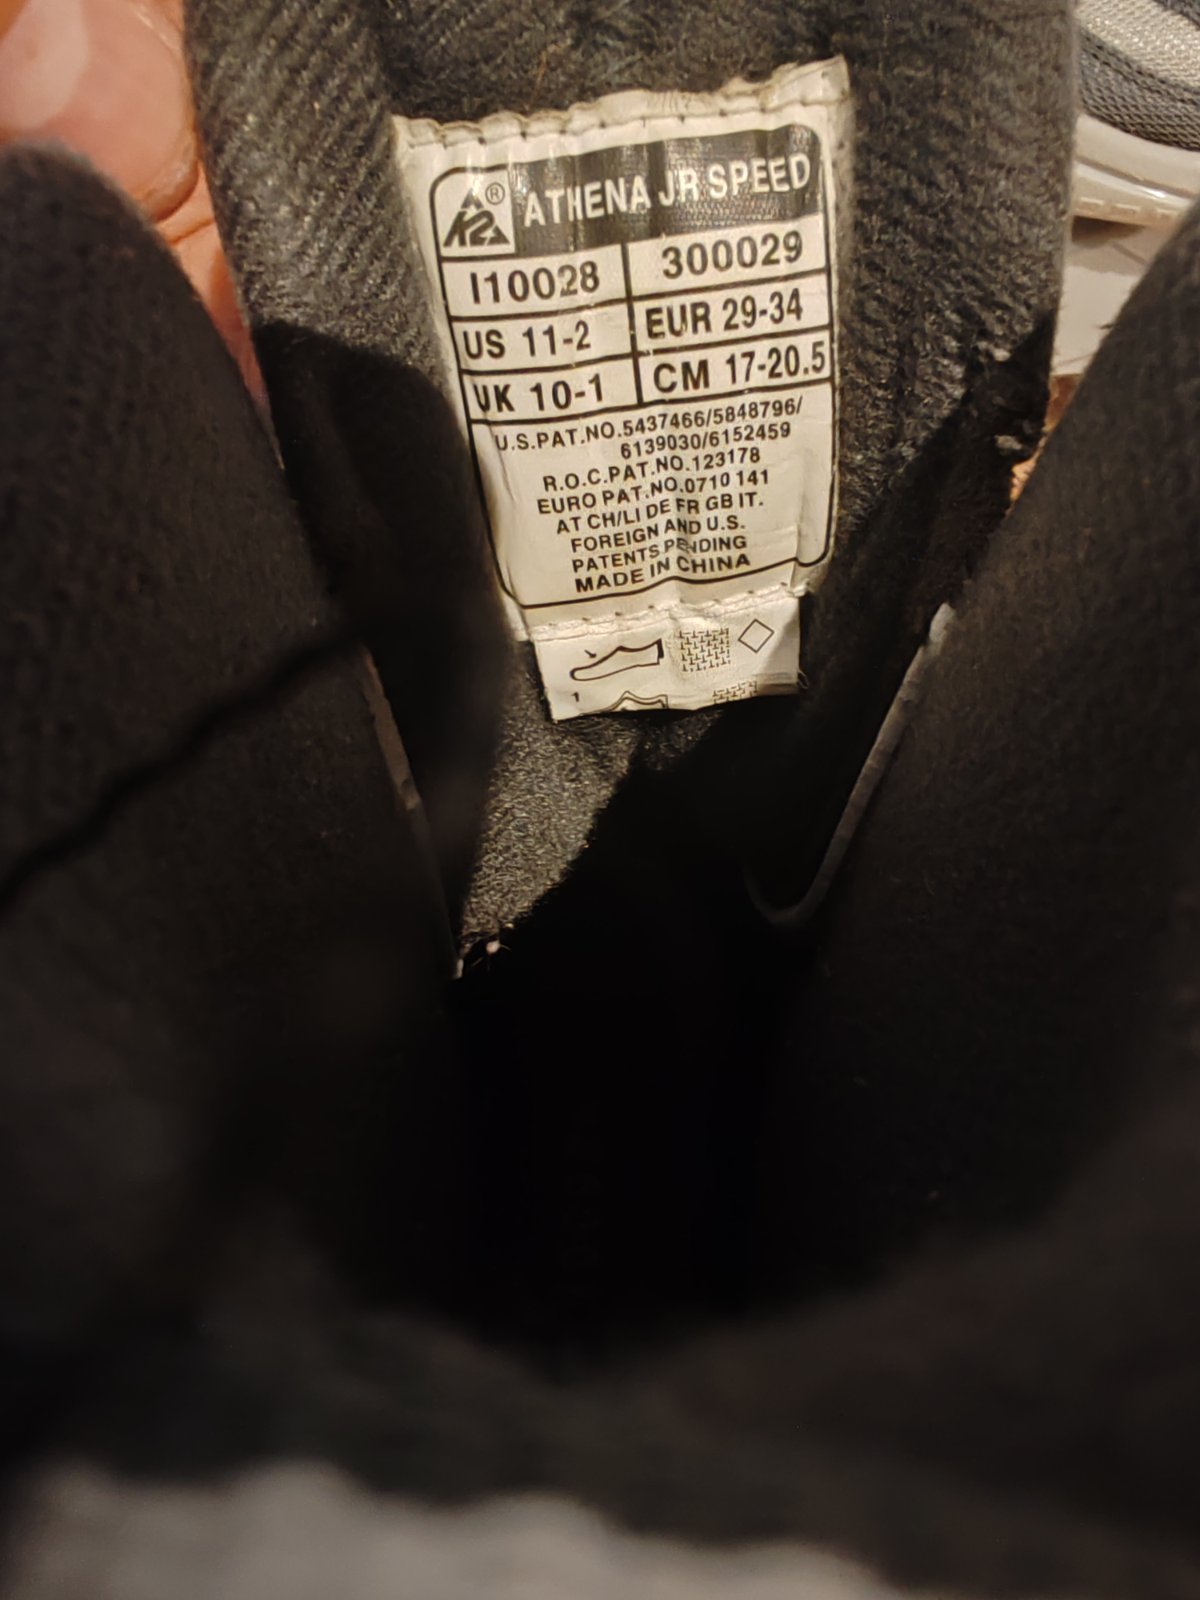 K2® ATHENA JR SPEED
I10028 300029
US 11-2 EUR 29-34
UK 10-1 CM 17-20.5
U.S.PAT.NO.5437466/5848796/
6139030/6152459
R.O.C.PAT.NO.123178
EURO PAT.NO.0710 141
AT CH/LI DE FR GB IT.
FOREIGN AND U.S.
PATENTS PENDING
MADE IN CHINA
1